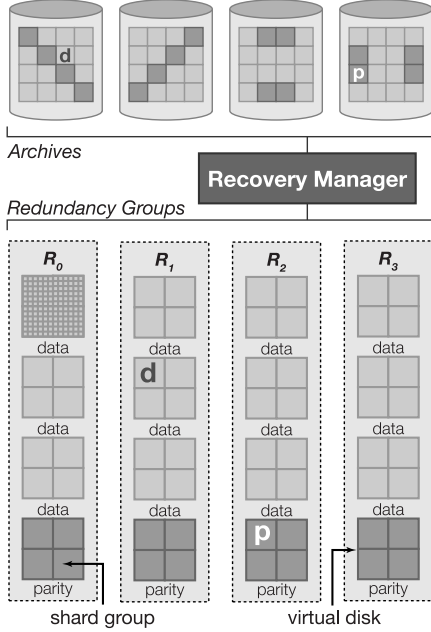 d
p
Archives
Recovery Manager
Redundancy Groups
R0 R1 R2 R3
data data data data
d
data data data data
data data data data
p
parity parity parity parity
shard group virtual disk